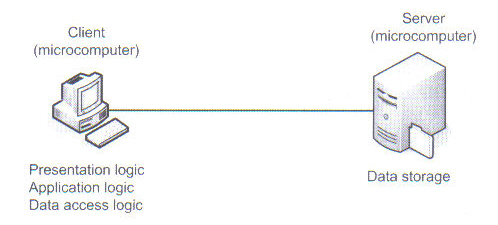 Client
(microcomputer)
Server
(microcomputer)
Presentation logic
Application logic
Data access logic
Data storage